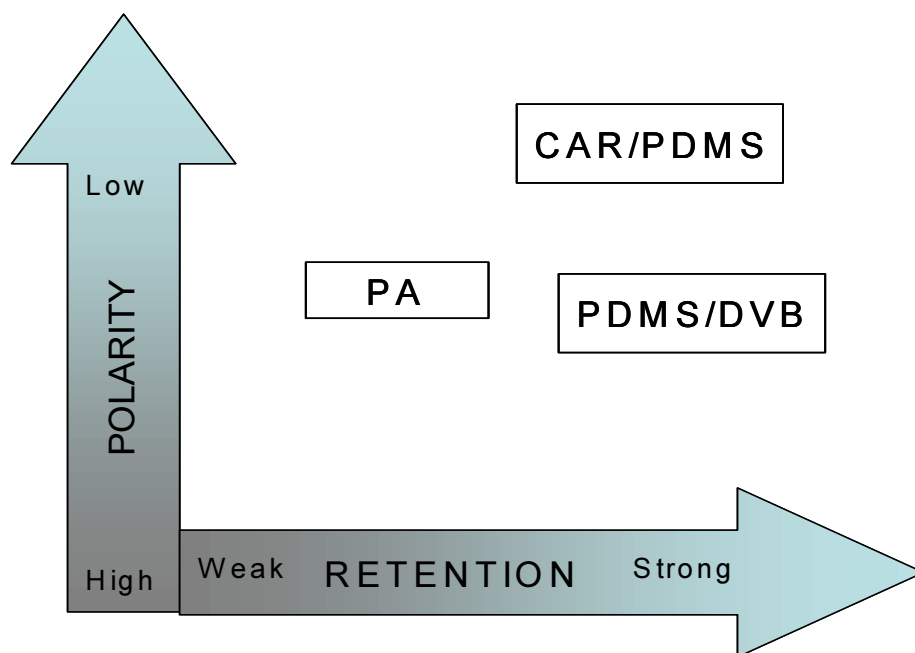 CAR/PDMS
Low
PA
PDMS/DVB
POLARITY
High
Weak
RETENTION
Strong